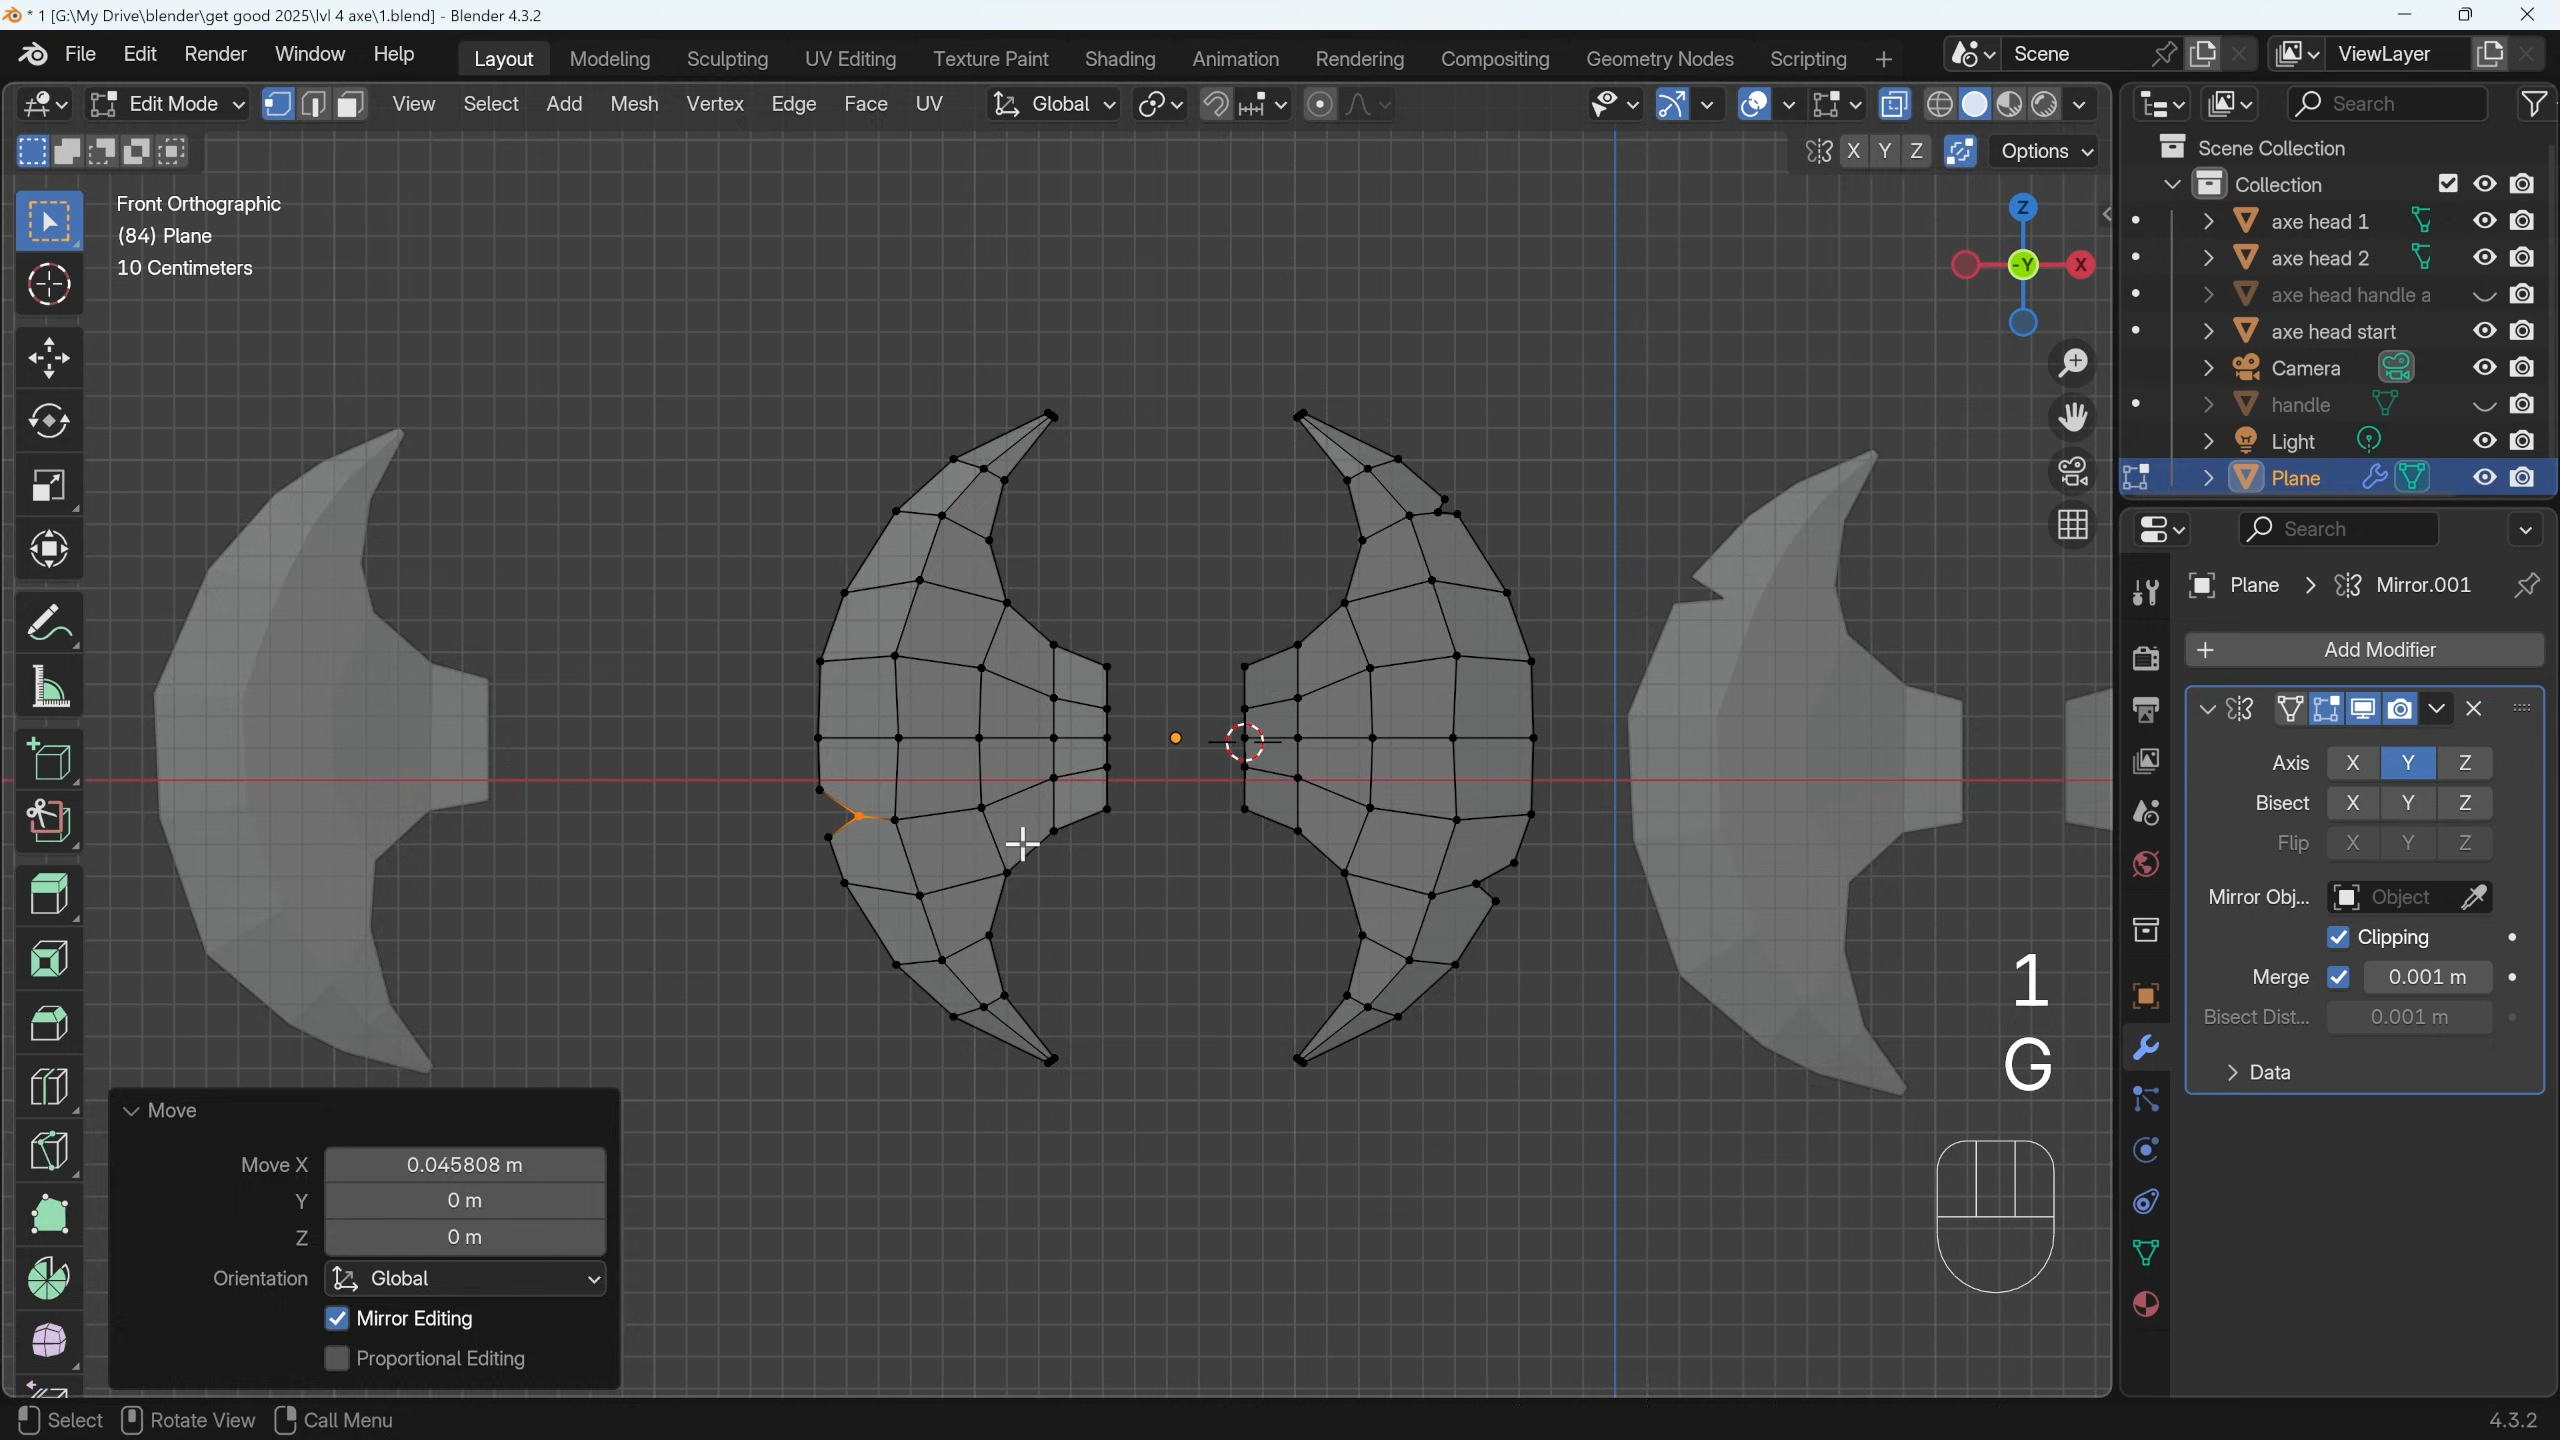 * 1 [G:\My Drive\blender\get good 2025\lvl 4 axe\1.blend] - Blender 4.3.2
File Edit Render Window Help Layout Modeling Sculpting UV Editing Texture Paint Shading Animation Rendering Compositing Geometry Nodes Scripting + Scene ViewLayer
Edit Mode View Select Add Mesh Vertex Edge Face UV Global Search
X Y Z Options
Front Orthographic
(84) Plane
10 Centimeters
Z
-Y X
Scene Collection
Collection
axe head 1
axe head 2
axe head handle a
axe head start
Camera
handle
Light
Plane
Search
Plane > Mirror.001
+ Add Modifier
Axis X Y Z
Bisect X Y Z
Flip X Y Z
Mirror Obj... Object
Clipping
Merge 0.001 m
Bisect Dist... 0.001 m
Data
1
G
Move
Move X 0.045808 m
Y 0 m
Z 0 m
Orientation Global
Mirror Editing
Proportional Editing
Select Rotate View Call Menu 4.3.2